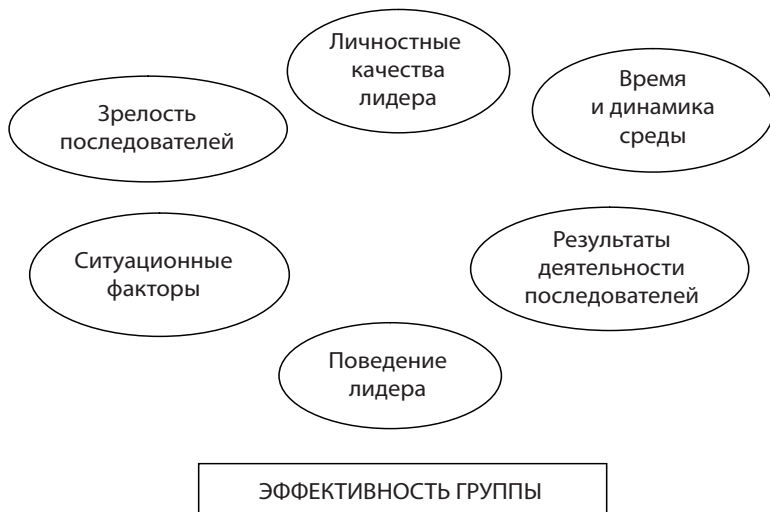 Личностные
качества
лидера
Время
и динамика
среды
Зрелость
последователей
Ситуационные
факторы
Результаты
деятельности
последователей
Поведение
лидера
ЭФФЕКТИВНОСТЬ ГРУППЫ